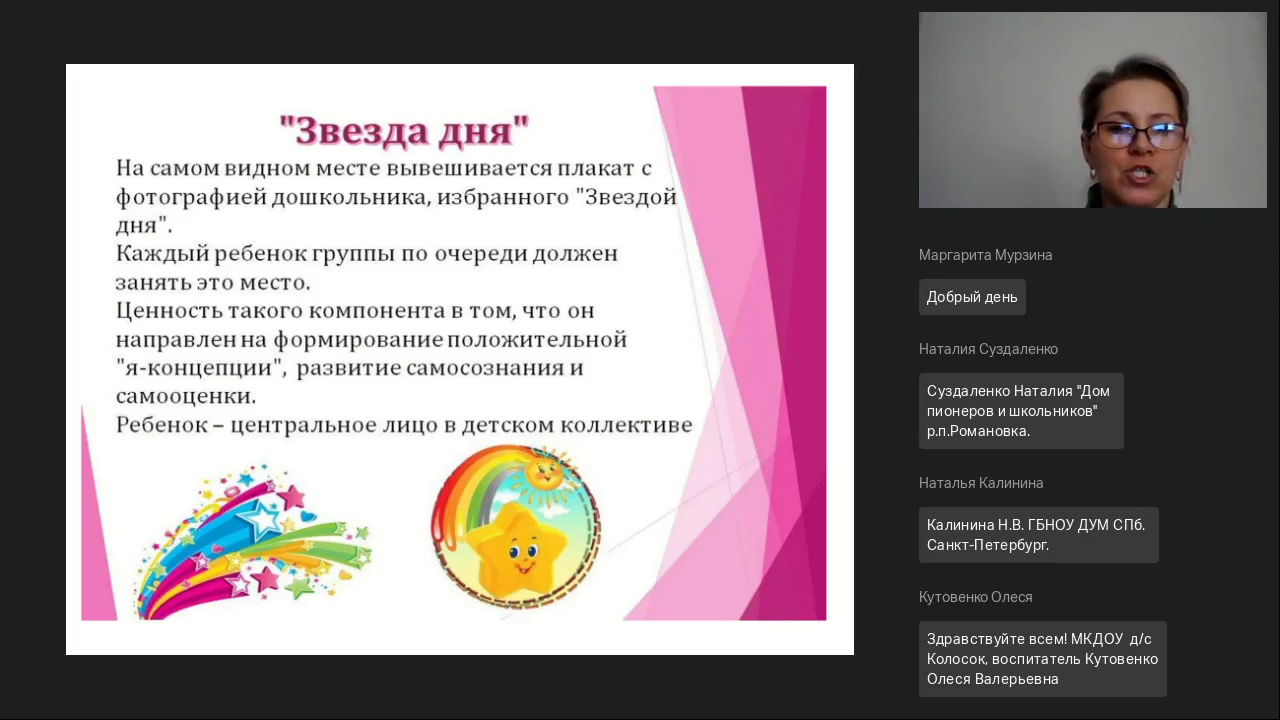 "Звезда дня"
На самом видном месте вывешивается плакат с
фотографией дошкольника, избранного "Звездой
дня".
Каждый ребенок группы по очереди должен
занять это место.
Ценность такого компонента в том, что он
направлен на формирование положительной
"я-концепции", развитие самосознания и
самооценки.
Ребенок – центральное лицо в детском коллективе
Маргарита Мурзина
Добрый день
Наталия Суздаленко
Суздаленко Наталия "Дом
пионеров и школьников"
р.п.Романовка.
Наталья Калинина
Калинина Н.В. ГБНОУ ДУМ СПб.
Санкт-Петербург.
Кутовенко Олеся
Здравствуйте всем! МКДОУ д/с
Колосок, воспитатель Кутовенко
Олеся Валерьевна